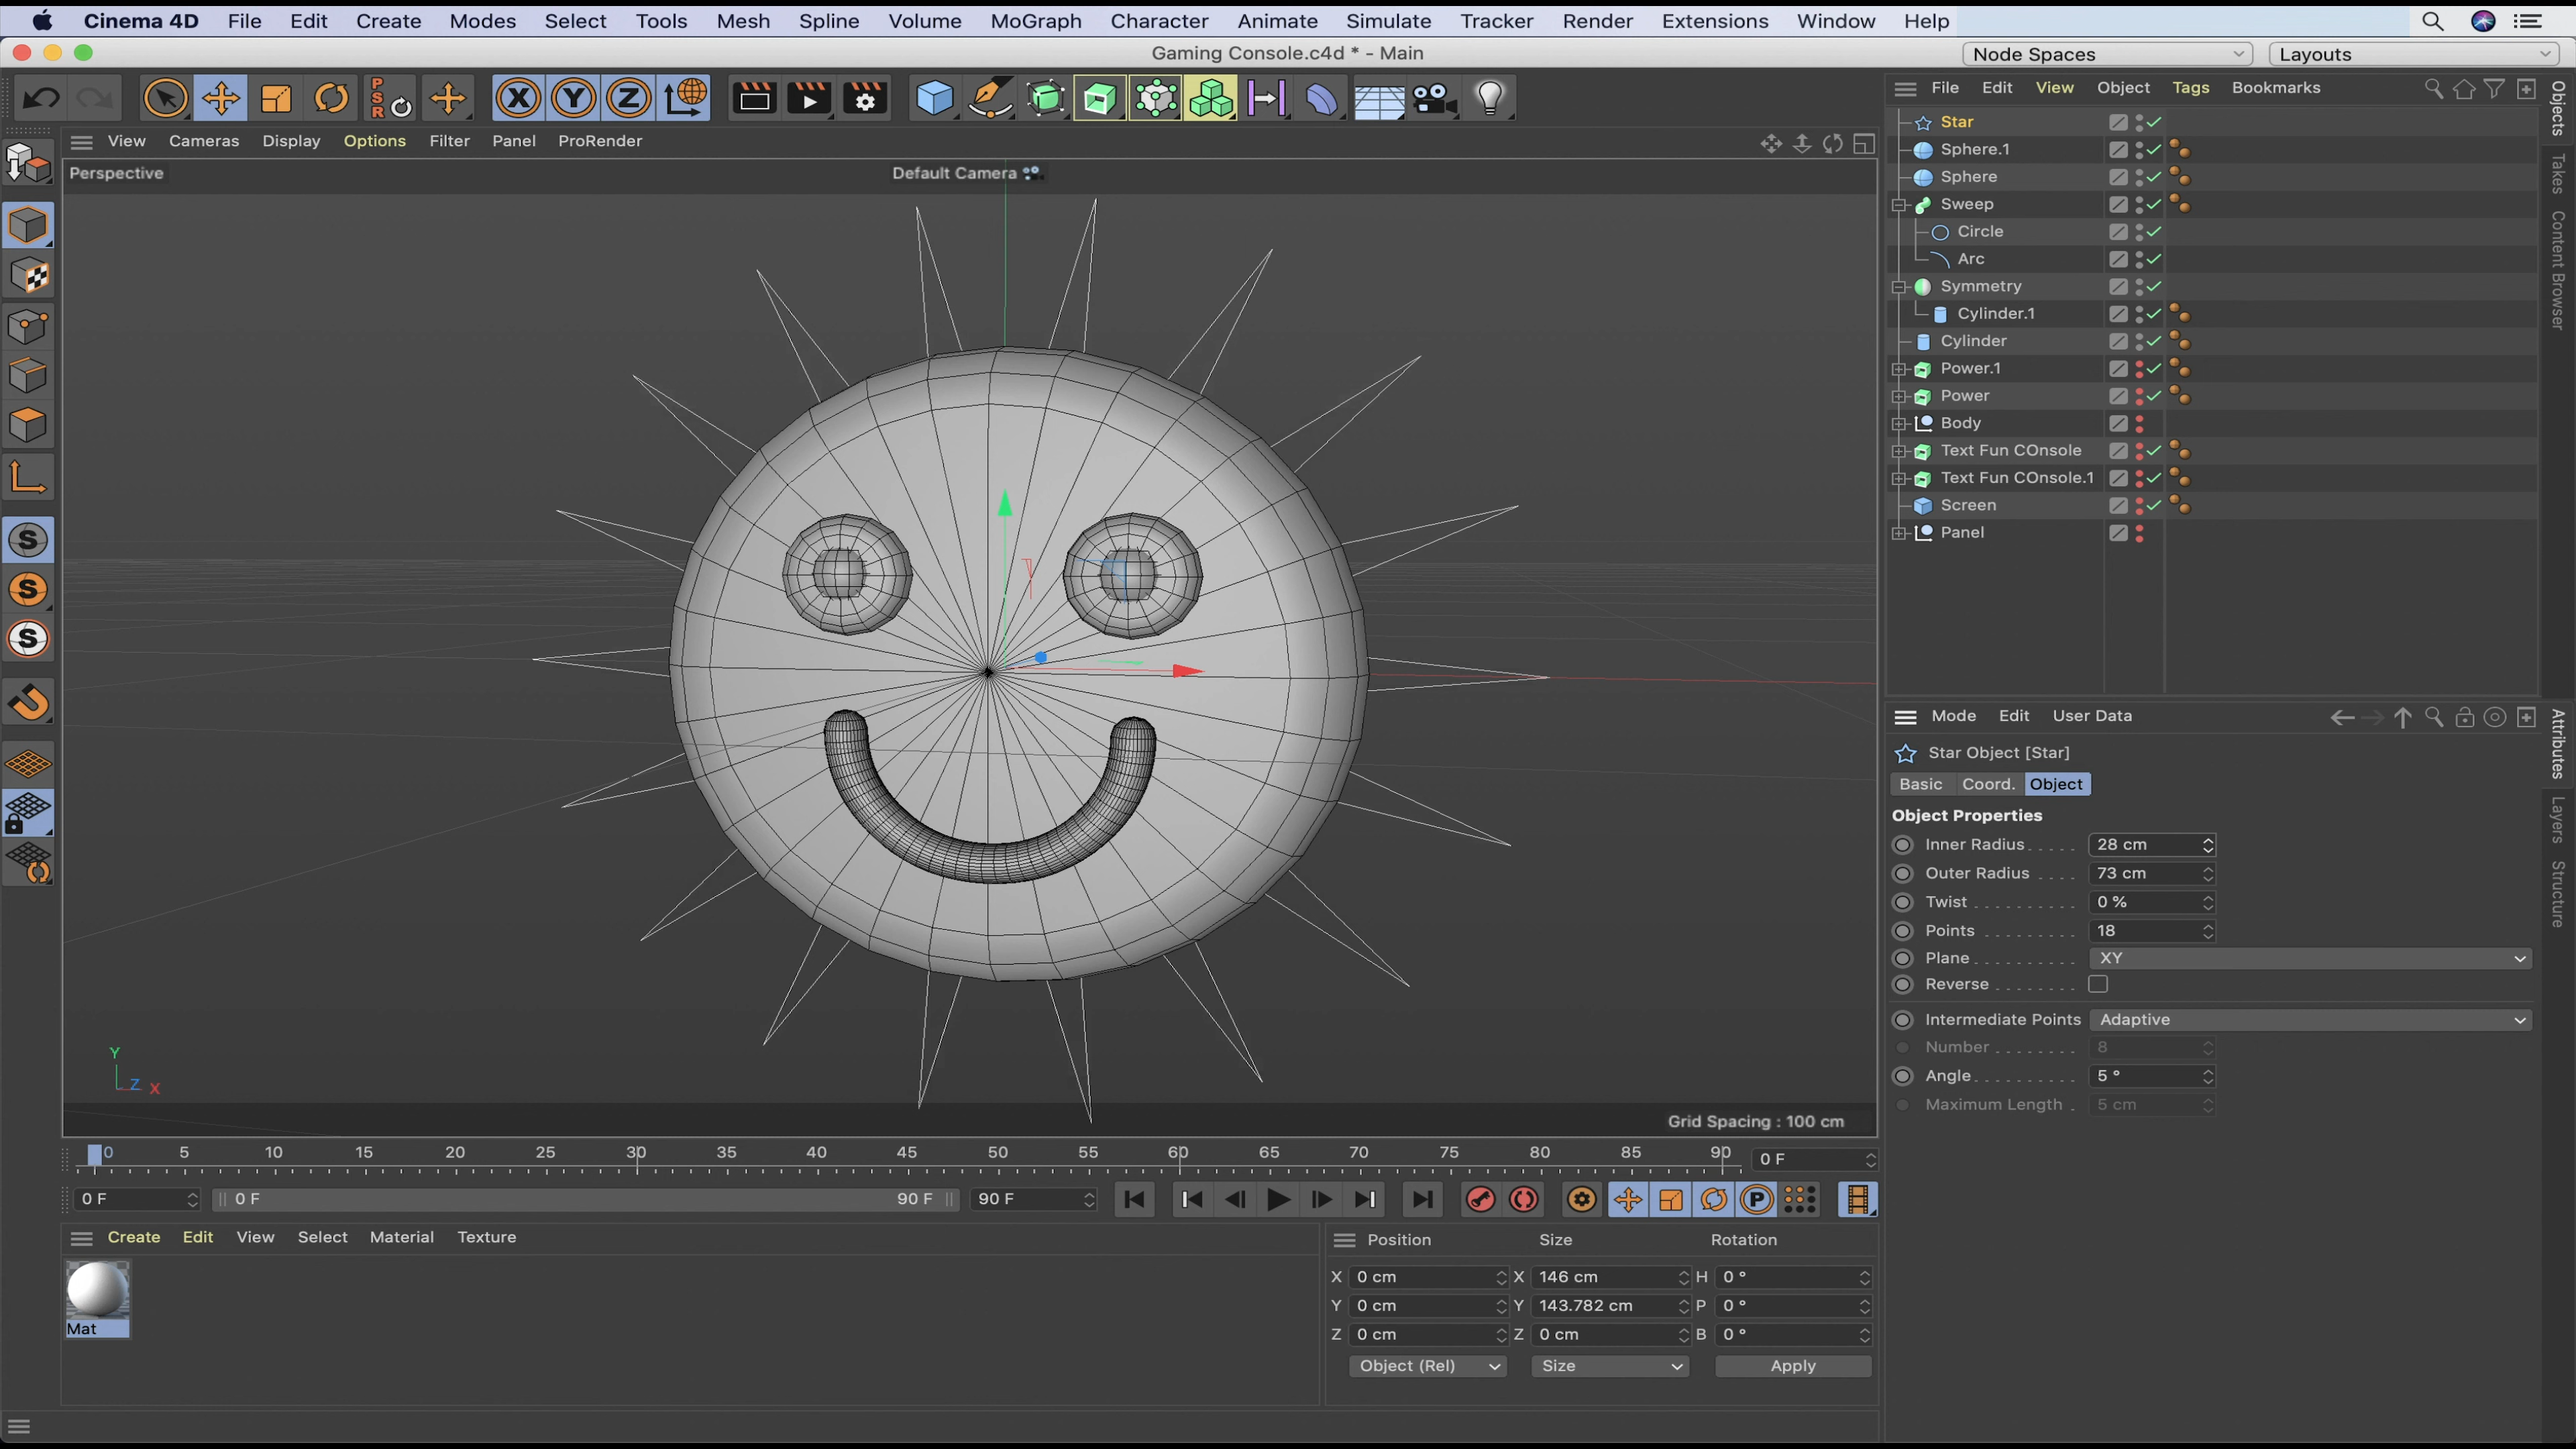 Cinema 4D File Edit Create Modes Select Tools Mesh Spline Volume MoGraph Character Animate Simulate Tracker Render Extensions Window Help
Gaming Console.c4d * - Main
Node Spaces Layouts
PSR X Y Z
File Edit View Object Tags Bookmarks
View Cameras Display Options Filter Panel ProRender
Perspective
Default Camera
Star
Sphere.1
Sphere
Sweep
Circle
Arc
Symmetry
Cylinder.1
Cylinder
Power.1
Power
Body
Text Fun COnsole
Text Fun COnsole.1
Screen
Panel
Objects
Takes
Content Browser
S
S
S
Y
Z X
Grid Spacing : 100 cm
Mode Edit User Data
Star Object [Star]
Basic Coord. Object
Object Properties
Inner Radius 28 cm
Outer Radius 73 cm
Twist 0 %
Points 18
Plane XY
Reverse
Intermediate Points Adaptive
Number 8
Angle 5 °
Maximum Length 5 cm
Attributes
Layers
Structure
0 5 10 15 20 25 30 35 40 45 50 55 60 65 70 75 80 85 90 0 F
0 F 0 F 90 F 90 F P
Create Edit View Select Material Texture
Mat
Position Size Rotation
X 0 cm X 146 cm H 0 °
Y 0 cm Y 143.782 cm P 0 °
Z 0 cm Z 0 cm B 0 °
Object (Rel) Size Apply